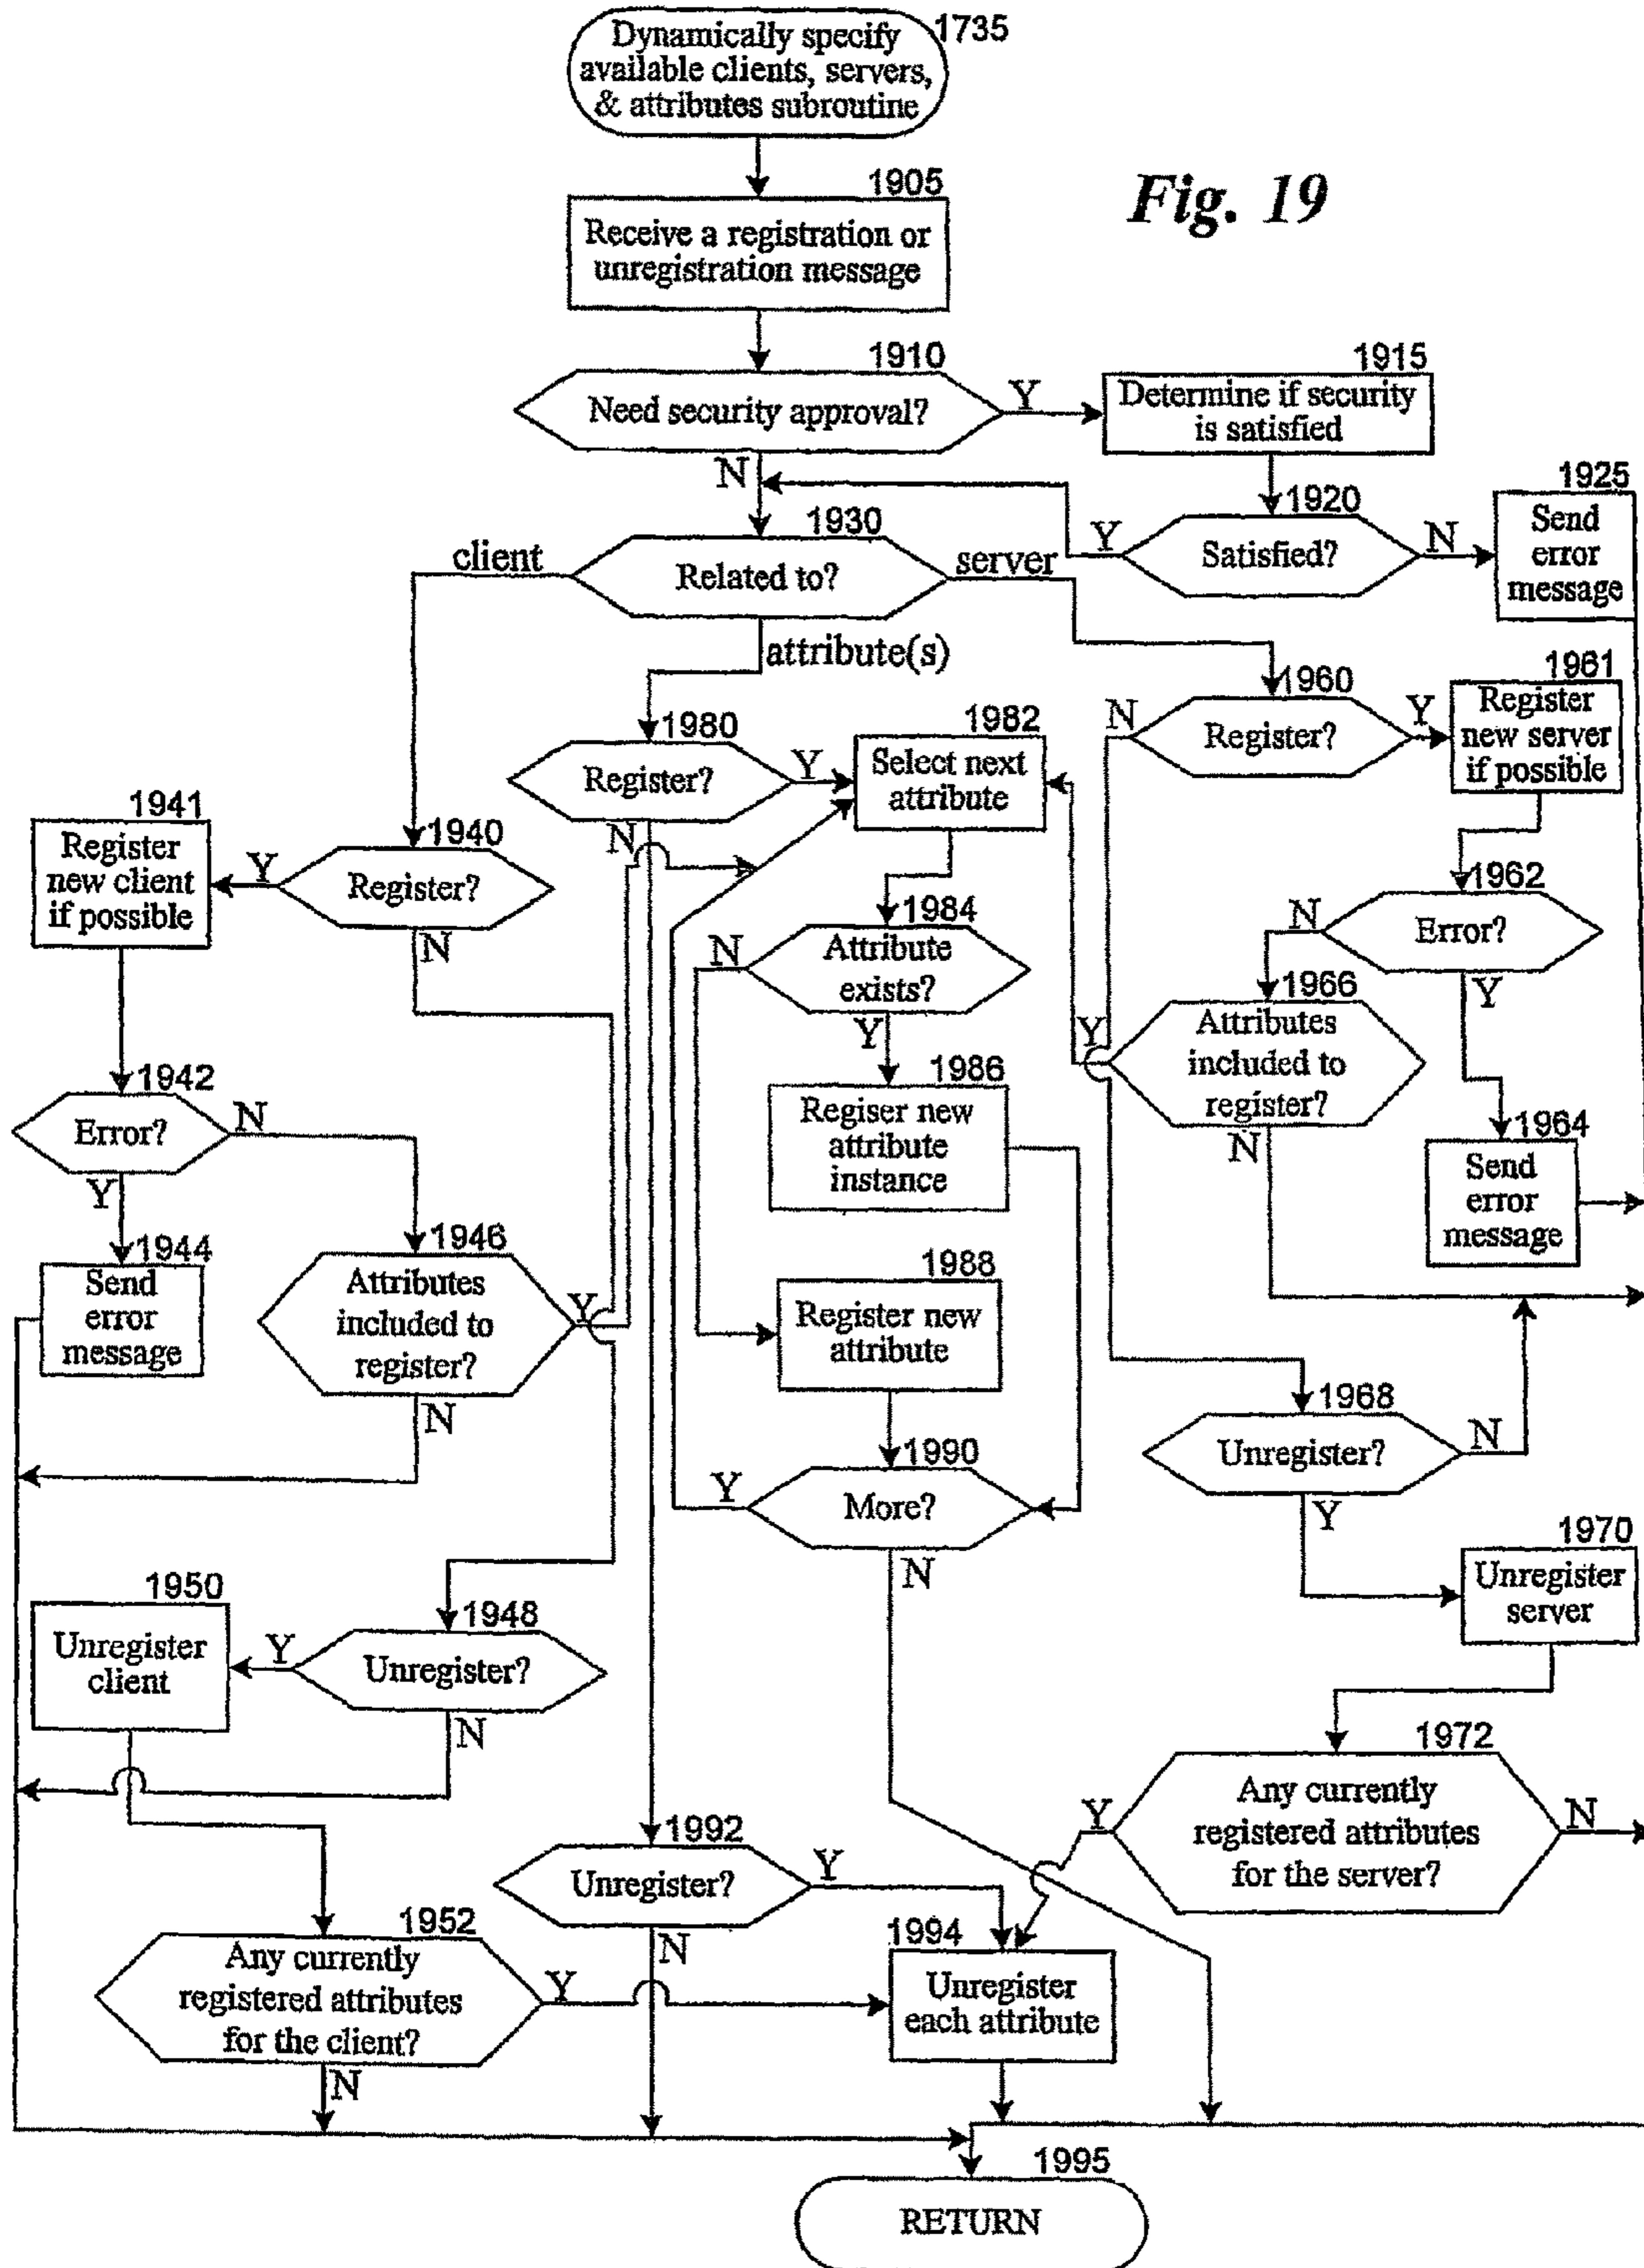 Dynamically specify
available clients, servers,
& attributes subroutine
1735
Fig. 19
1905
Receive a registration or
unregistration message
1910
Need security approval?
Y
N
1915
Determine if security
is satisfied
1920
Satisfied?
Y
N
1925
Send
error
message
1930
Related to?
client
server
attribute(s)
1960
Register?
N
Y
1961
Register
new server
if possible
1980
Register?
Y
N
1982
Select next
attribute
1941
Register
new client
if possible
1940
Register?
Y
N
1962
Error?
N
Y
1984
Attribute
exists?
N
Y
1966
Attributes
included to
register?
Y
N
1942
Error?
N
Y
1986
Regiser new
attribute
instance
1964
Send
error
message
1944
Send
error
message
1946
Attributes
included to
register?
Y
N
1988
Register new
attribute
1968
Unregister?
N
Y
1990
More?
Y
N
1970
Unregister
server
1950
Unregister
client
1948
Unregister?
Y
N
1972
Any currently
registered attributes
for the server?
Y
N
1992
Unregister?
Y
N
1952
Any currently
registered attributes
for the client?
Y
N
1994
Unregister
each attribute
1995
RETURN